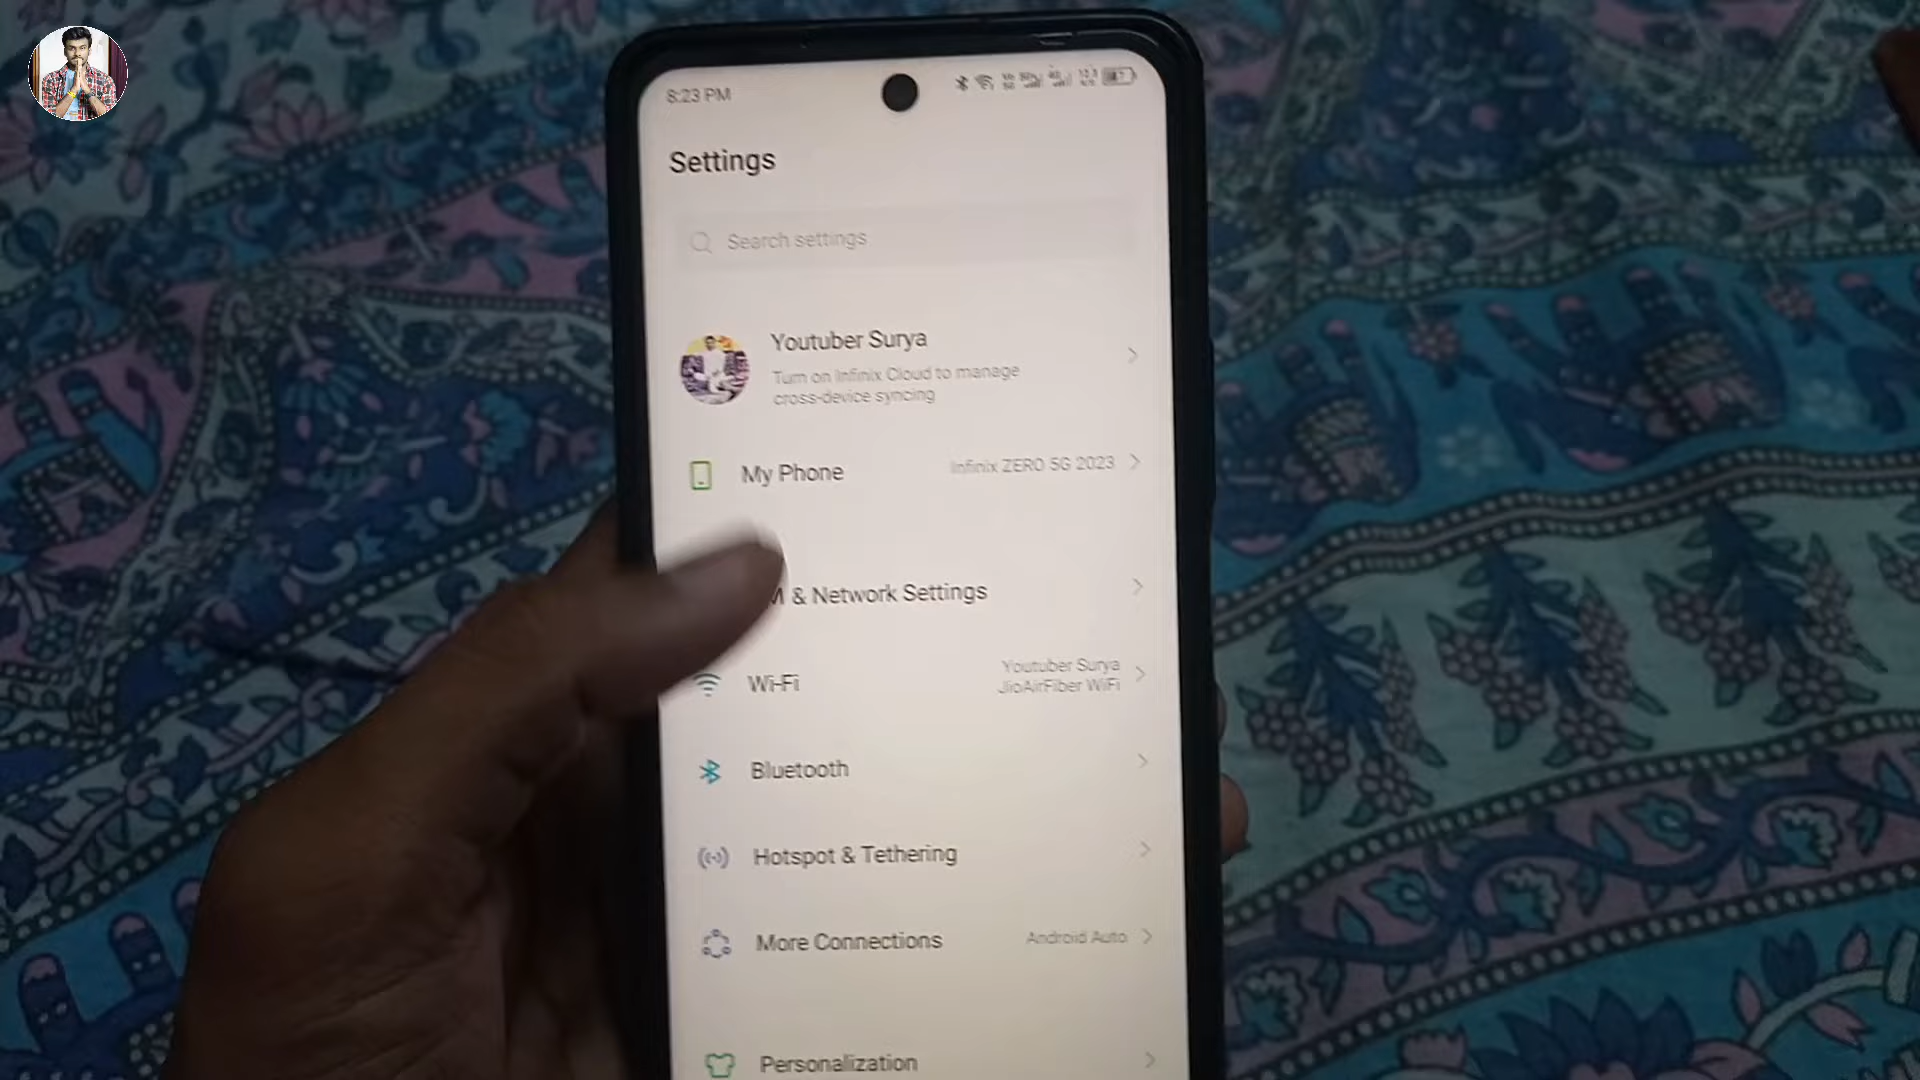 8:23 PM
Settings
Search settings
Youtuber Surya
Turn on Infinix Cloud to manage
cross-device syncing
My Phone
Infinix ZERO 5G 2023
& Network Settings
Wi-Fi
Youtuber Surya
JioAirFiber WiFi
Bluetooth
Hotspot & Tethering
More Connections
Android Auto
Personalization